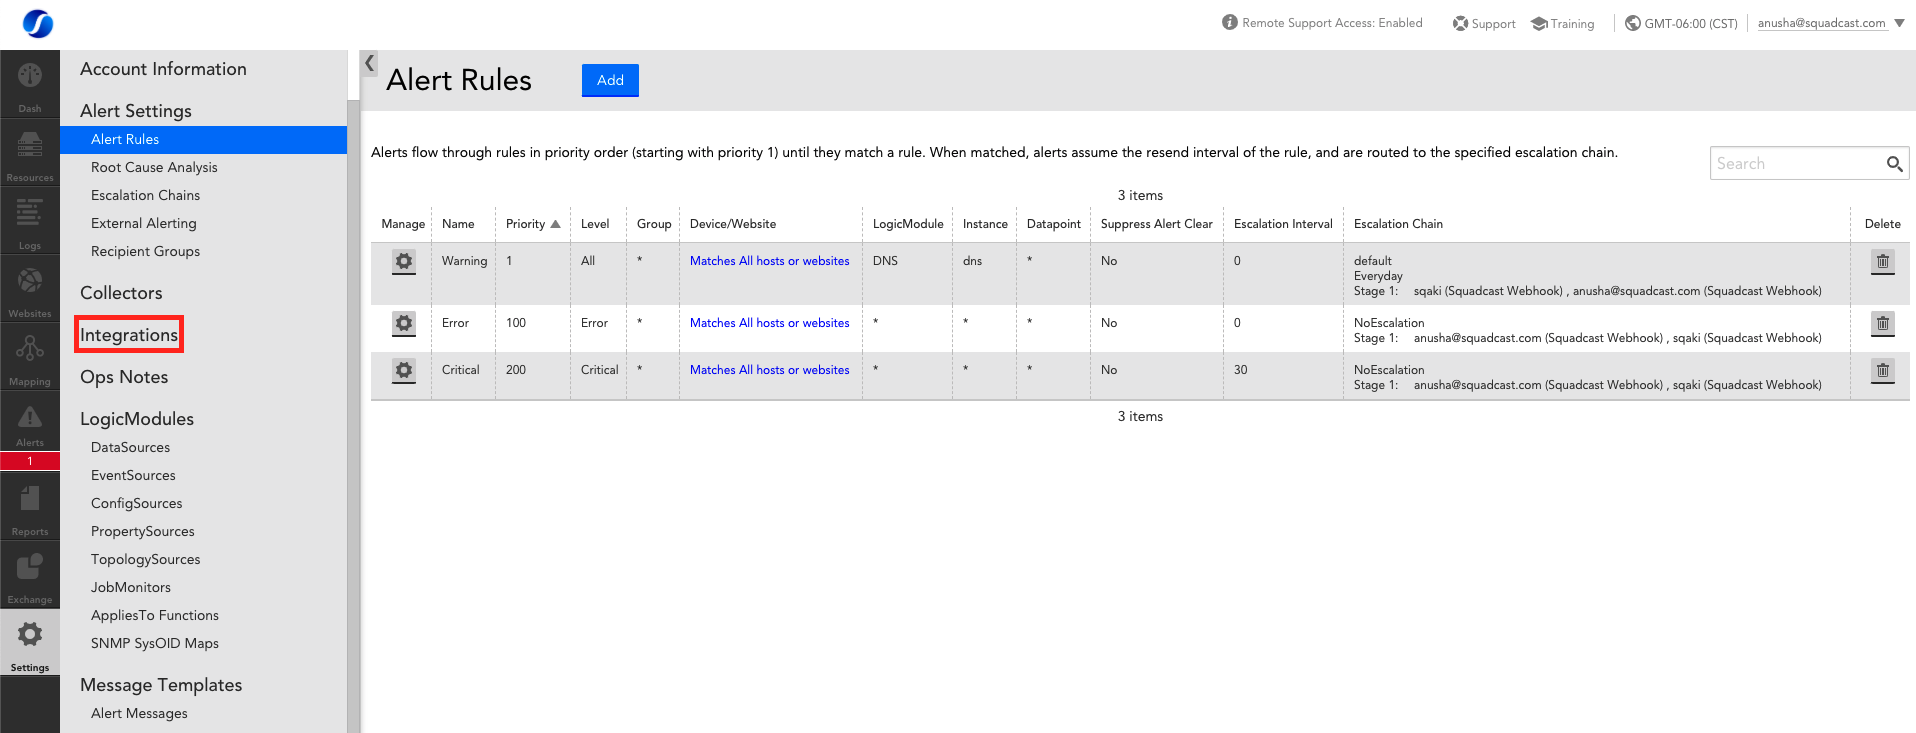 Remote Support Access: Enabled
Support
Training
GMT-06:00 (CST)
anusha@squadcast.com
Dash
Resources
Logs
Websites
Mapping
Alerts
1
Reports
Exchange
Settings
Account Information
Alert Settings
Alert Rules
Root Cause Analysis
Escalation Chains
External Alerting
Recipient Groups
Collectors
Integrations
Ops Notes
LogicModules
DataSources
EventSources
ConfigSources
PropertySources
TopologySources
JobMonitors
AppliesTo Functions
SNMP SysOID Maps
Message Templates
Alert Messages
Alert Rules
Add
Alerts flow through rules in priority order (starting with priority 1) until they match a rule. When matched, alerts assume the resend interval of the rule, and are routed to the specified escalation chain.
Search
3 items
Manage Name Priority Level Group Device/Website LogicModule Instance Datapoint Suppress Alert Clear Escalation Interval Escalation Chain Delete
Warning 1 All * Matches All hosts or websites DNS dns * No 0 default
Everyday
Stage 1: sqaki (Squadcast Webhook) , anusha@squadcast.com (Squadcast Webhook)
Error 100 Error * Matches All hosts or websites * * * No 0 NoEscalation
Stage 1: anusha@squadcast.com (Squadcast Webhook) , sqaki (Squadcast Webhook)
Critical 200 Critical * Matches All hosts or websites * * * No 30 NoEscalation
Stage 1: anusha@squadcast.com (Squadcast Webhook) , sqaki (Squadcast Webhook)
3 items